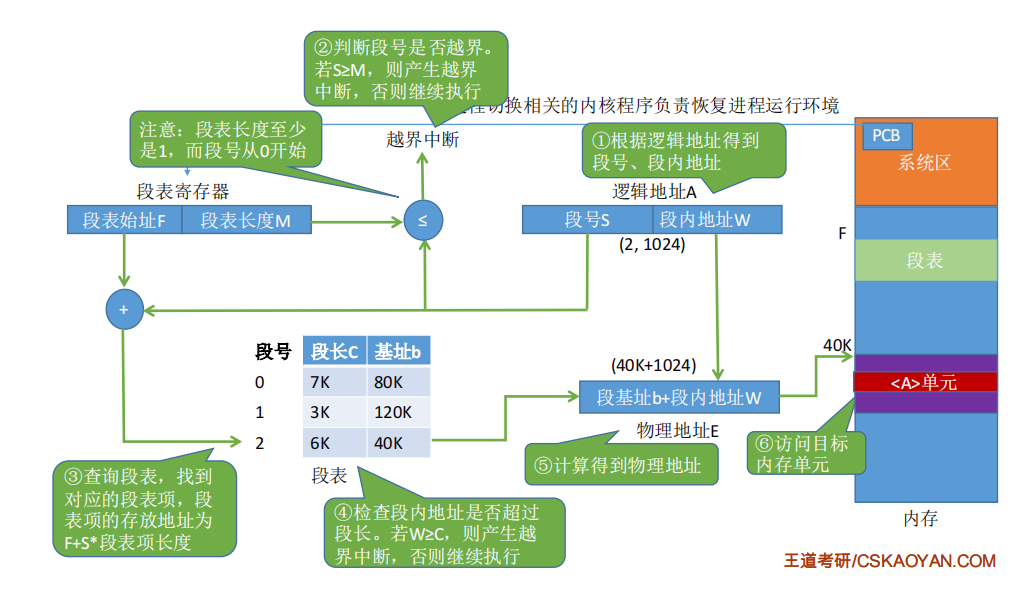 ②判断段号是否越界。
若S≥M，则产生越界
中断，否则继续执行
程切换相关的内核程序负责恢复进程运行环境
注意：段表长度至少
是1，而段号从0开始
越界中断
①根据逻辑地址得到
段号、段内地址
PCB
系统区
段表寄存器
逻辑地址A
段表始址F 段表长度M
≤
段号S 段内地址W
(2, 1024)
F
段表
+
40K
段号 段长C 基址b
0 7K 80K
1 3K 120K
2 6K 40K
段表
(40K+1024)
段基址b+段内地址W
物理地址E
<A>单元
③查询段表，找到
对应的段表项，段
表项的存放地址为
F+S*段表项长度
④检查段内地址是否超过
段长。若W≥C，则产生越
界中断，否则继续执行
⑤计算得到物理地址
⑥访问目标
内存单元
内存
王道考研/CSKAOYAN.COM